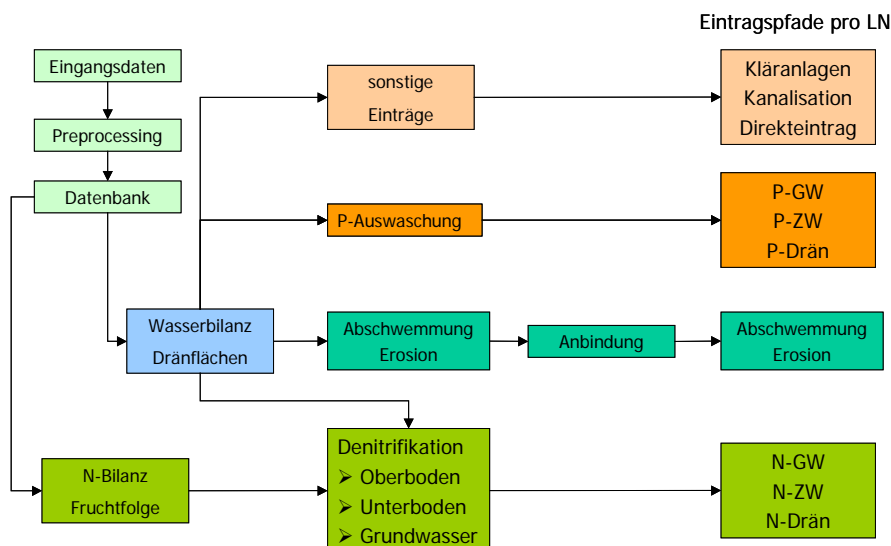 Eintragspfade pro LN
Eingangsdaten
Preprocessing
Datenbank
sonstige
Einträge
Kläranlagen
Kanalisation
Direkteintrag
P-Auswaschung
P-GW
P-ZW
P-Drän
Wasserbilanz
Dränflächen
Abschwemmung
Erosion
Anbindung
Abschwemmung
Erosion
N-Bilanz
Fruchtfolge
Denitrifikation
➢ Oberboden
➢ Unterboden
➢ Grundwasser
N-GW
N-ZW
N-Drän